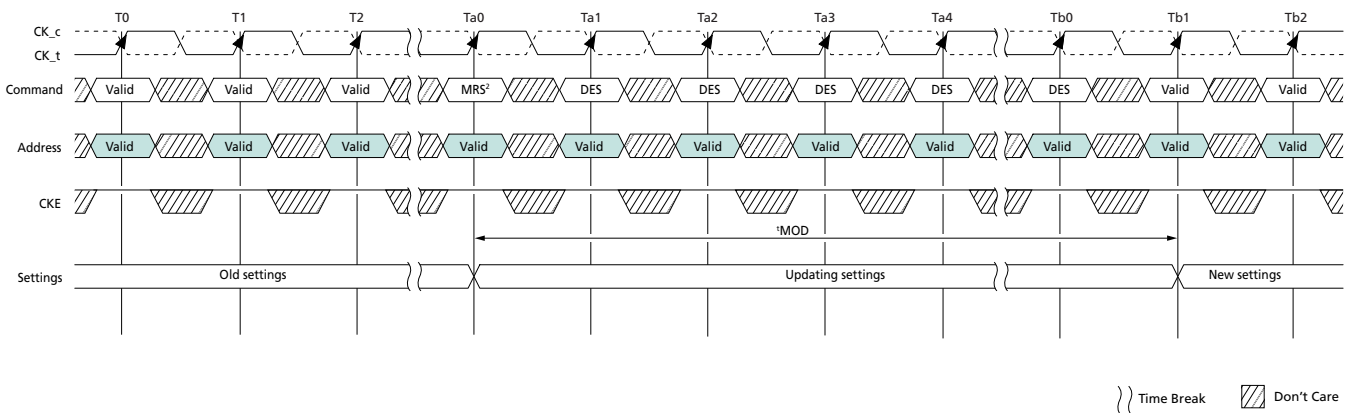 T0 T1 T2 Ta0 Ta1 Ta2 Ta3 Ta4 Tb0 Tb1 Tb2
CK_c
CK_t
Command Valid Valid Valid MRS² DES DES DES DES DES Valid Valid
Address Valid Valid Valid Valid Valid Valid Valid Valid Valid Valid Valid
CKE
ᵗMOD
Settings Old settings Updating settings New settings
Time Break Don't Care